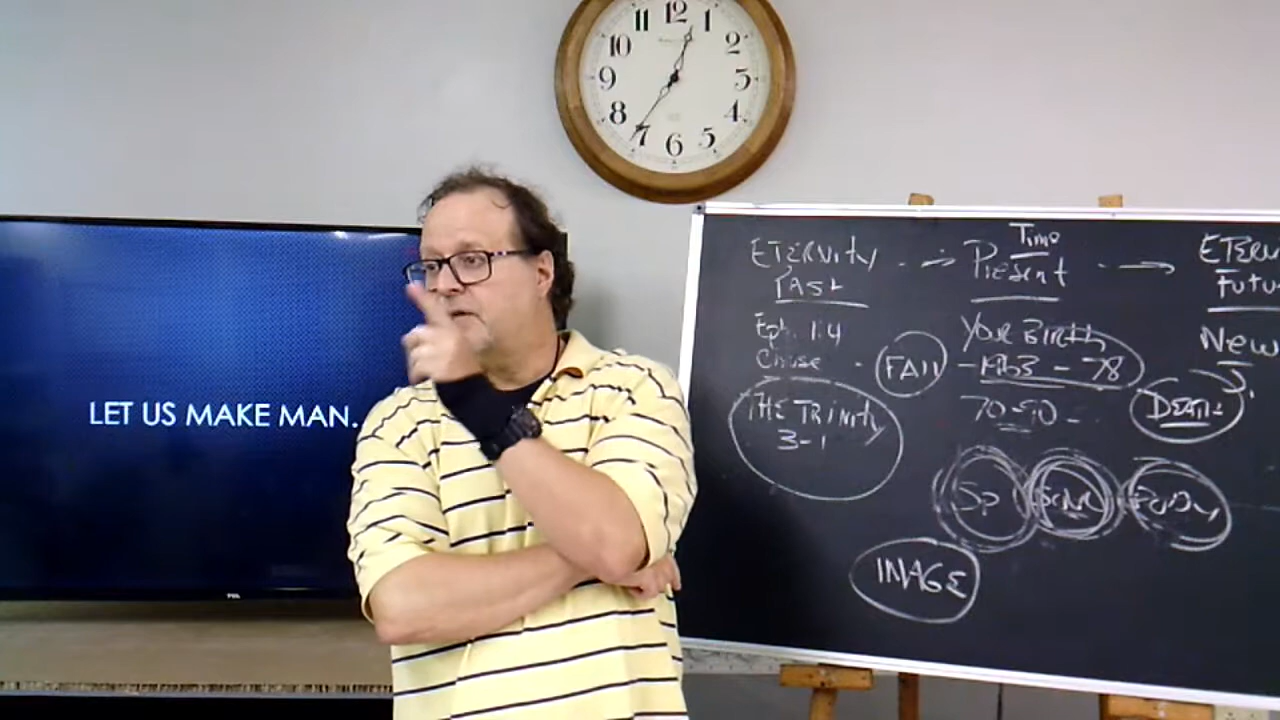 12
1
2
3
4
5
6
7
8
9
10
11
LET US MAKE MAN.
TCL
ETERNITY PAST
Time Present
ETERN
Futu
Eph. 1:4
Chose
FALL
YOUR BIRTH
1963 - 78
New
70-90 -
DEATH
THE TRINITY
3-1
SP
BODY
IMAGE